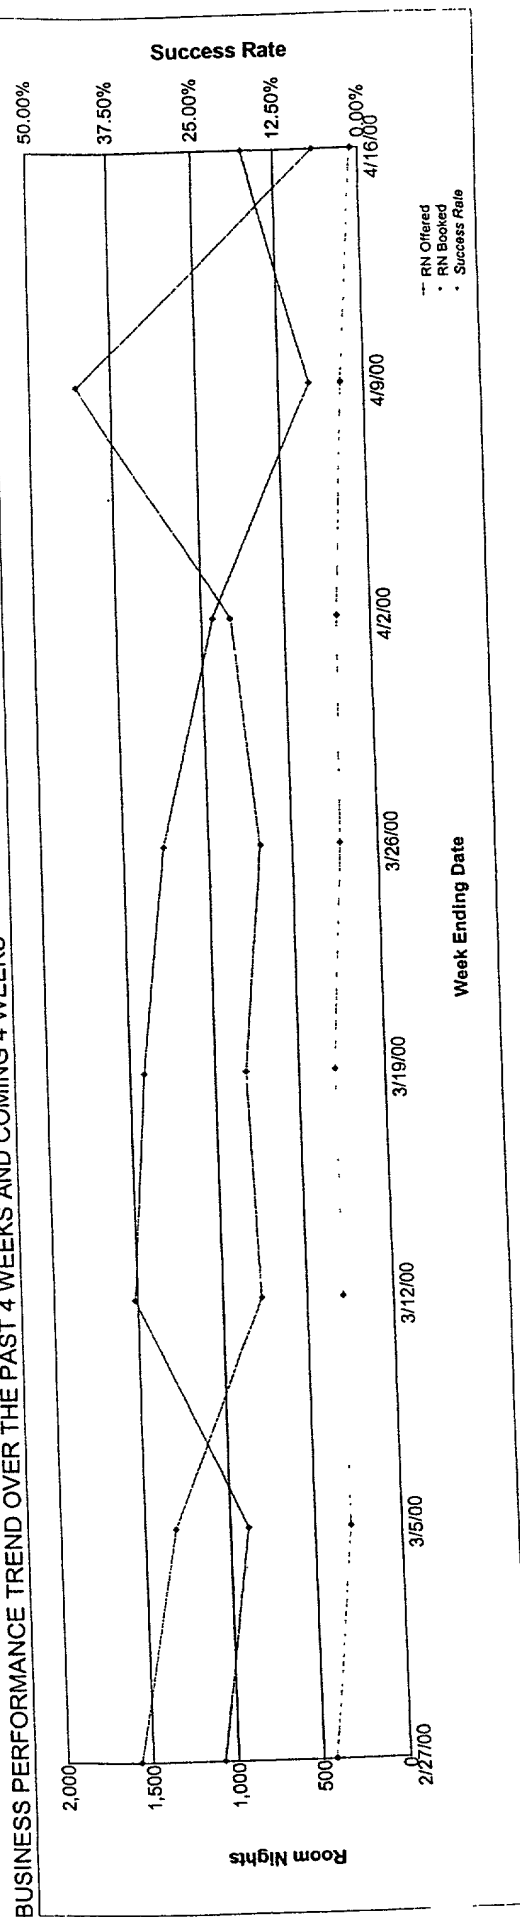 BUSINESS PERFORMANCE TREND OVER THE PAST 4 WEEKS AND COMING 4 WEEKS
Room Nights
2,000
1,500
1,000
500
0
2/27/00
3/5/00
3/12/00
3/19/00
3/26/00
4/2/00
4/9/00
4/16/00
Week Ending Date
50.00%
37.50%
25.00%
12.50%
0.00%
Success Rate
RN Offered
RN Booked
Success Rate